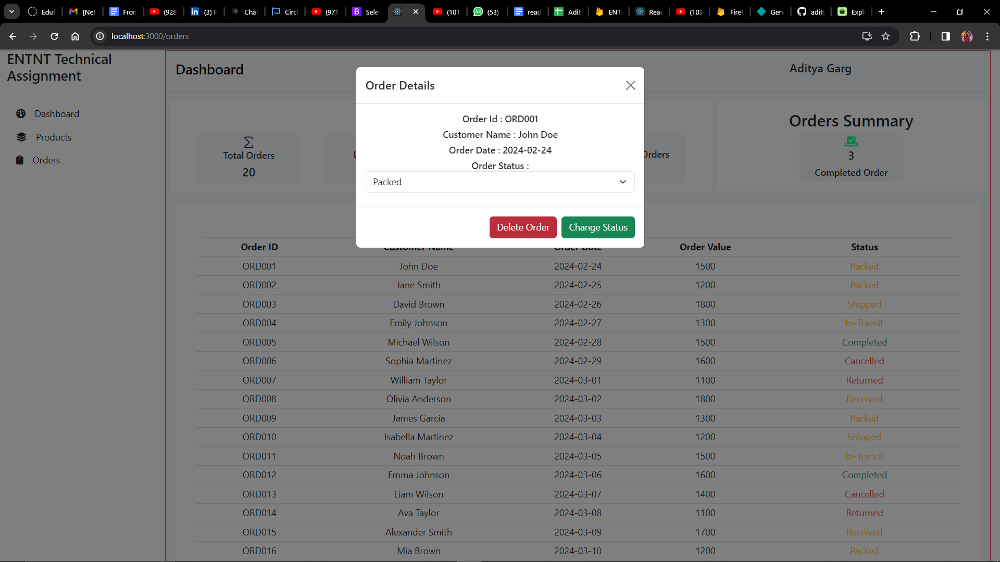 Eduf
[Net
Fron
(928
(3) F
Chat
Circl
(971
Sele
(101
(53)
read
Adit
ENTI
Reac
(103
Firel
Gene
adity
Expl
localhost:3000/orders
ENTNT Technical
Assignment
Dashboard
Products
Orders
Dashboard
Aditya Garg
Order Details
Order Id : ORD001
Customer Name : John Doe
Order Date : 2024-02-24
Order Status :
Packed
Delete Order
Change Status
Total Orders
20
Orders
Orders Summary
3
Completed Order
Order ID Customer Name Order Date Order Value Status
ORD001 John Doe 2024-02-24 1500 Packed
ORD002 Jane Smith 2024-02-25 1200 Packed
ORD003 David Brown 2024-02-26 1800 Shipped
ORD004 Emily Johnson 2024-02-27 1300 In-Transit
ORD005 Michael Wilson 2024-02-28 1500 Completed
ORD006 Sophia Martinez 2024-02-29 1600 Cancelled
ORD007 William Taylor 2024-03-01 1100 Returned
ORD008 Olivia Anderson 2024-03-02 1800 Received
ORD009 James Garcia 2024-03-03 1300 Packed
ORD010 Isabella Martinez 2024-03-04 1200 Shipped
ORD011 Noah Brown 2024-03-05 1500 In-Transit
ORD012 Emma Johnson 2024-03-06 1600 Completed
ORD013 Liam Wilson 2024-03-07 1400 Cancelled
ORD014 Ava Taylor 2024-03-08 1100 Returned
ORD015 Alexander Smith 2024-03-09 1700 Received
ORD016 Mia Brown 2024-03-10 1200 Packed